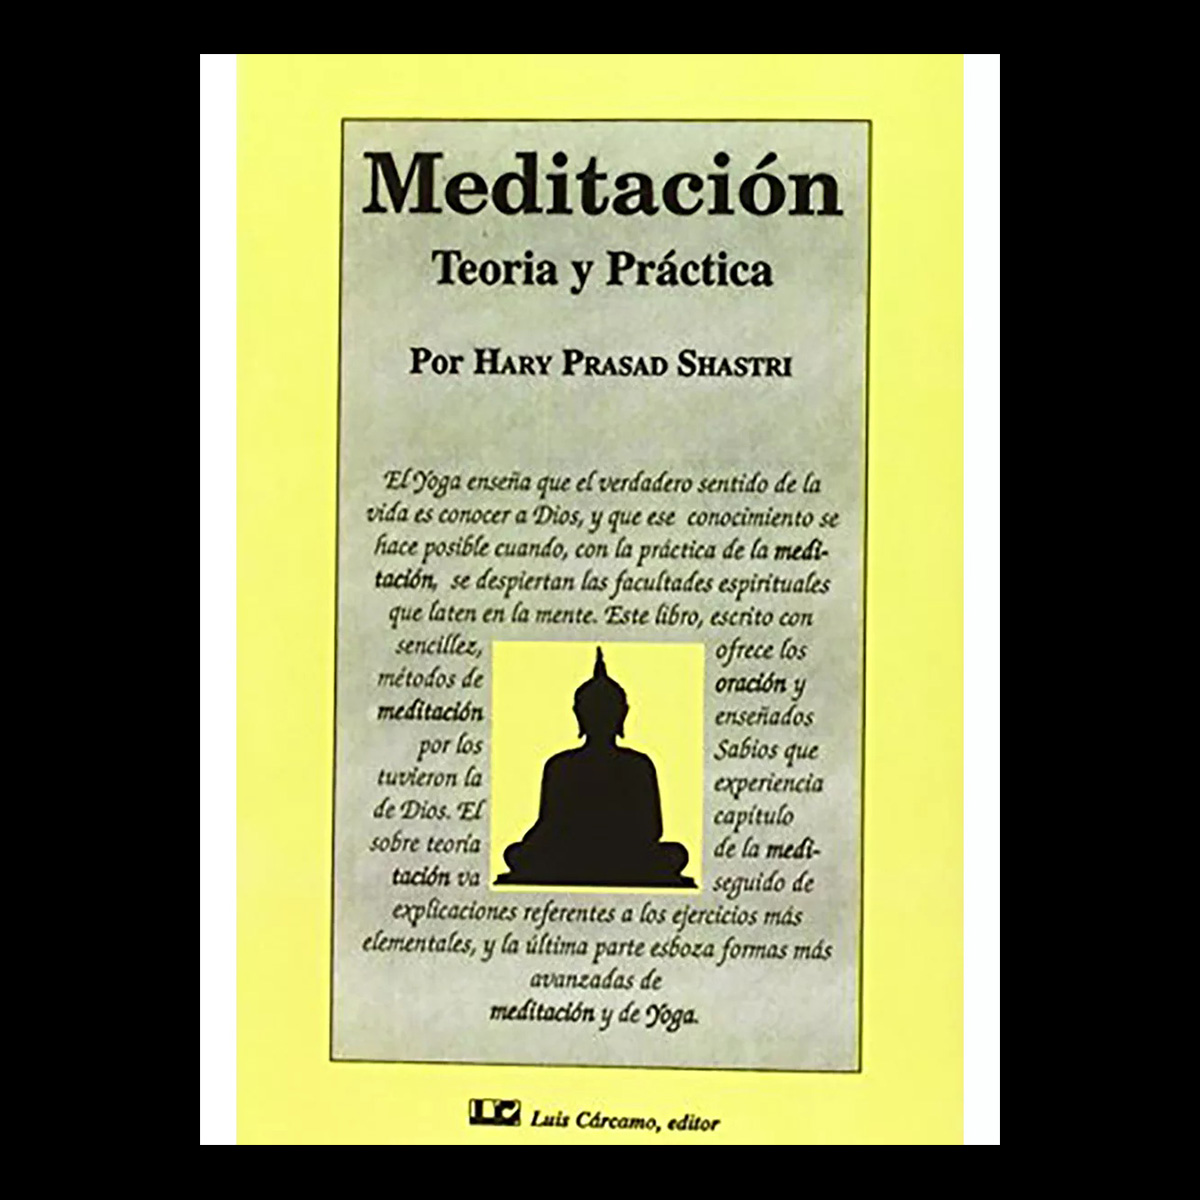 Meditación
Teoria y Práctica
Por HARY PRASAD SHASTRI
El Yoga enseña que el verdadero sentido de la
vida es conocer a Dios, y que ese conocimiento se
hace posible cuando, con la práctica de la medi-
tación, se despiertan las facultades espirituales
que laten en la mente. Este libro, escrito con
sencillez, ofrece los
métodos de oración y
meditación enseñados
por los Sabios que
tuvieron la experiencia
de Dios. El capítulo
sobre teoría de la medi-
tación va seguido de
explicaciones referentes a los ejercicios más
elementales, y la última parte esboza formas más
avanzadas de
meditación y de Yoga.
Luis Cárcamo, editor